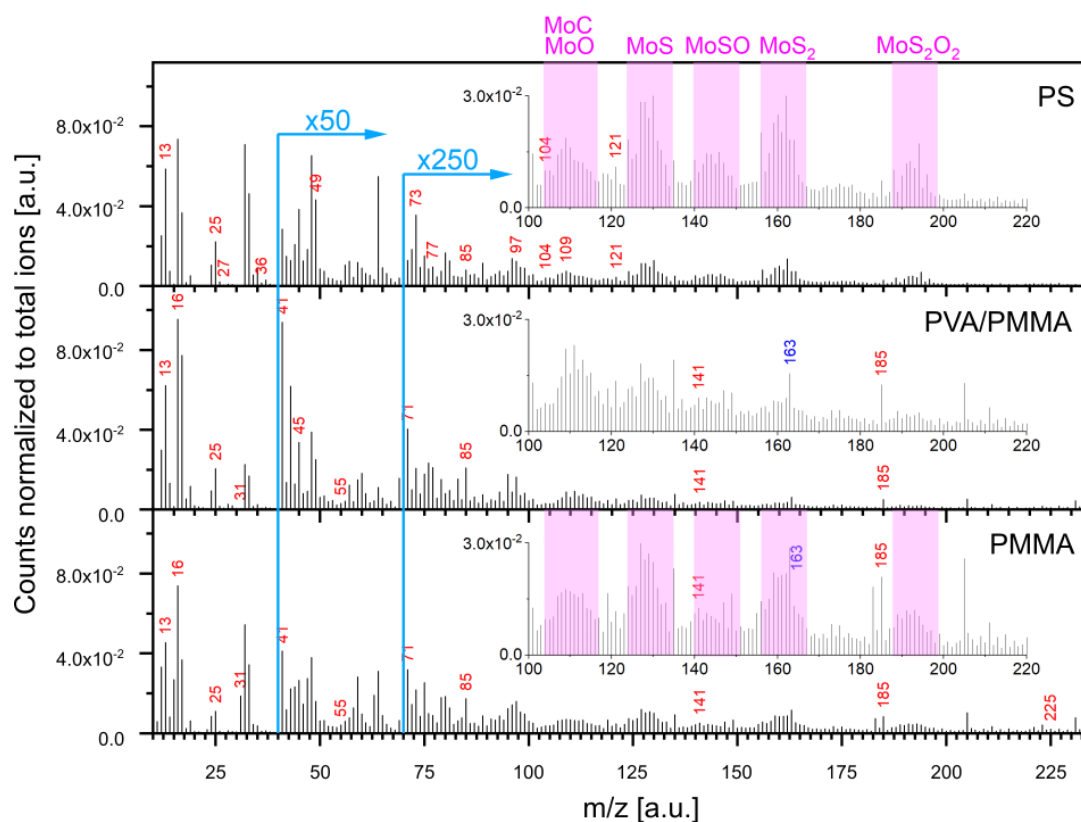 MoC
MoO MoS MoSO MoS₂ MoS₂O₂
Counts normalized to total ions [a.u.]
PS
8.0x10⁻²
4.0x10⁻²
0.0
x50
x250
13 25 27 36 49 73 77 85 97 104 109 121
3.0x10⁻²
0.0
104 121
100 120 140 160 180 200 220
PVA/PMMA
8.0x10⁻²
4.0x10⁻²
0.0
13 16 25 31 41 45 55 71 85 141 185
3.0x10⁻²
0.0
141 163 185
100 120 140 160 180 200 220
PMMA
8.0x10⁻²
4.0x10⁻²
0.0
13 16 25 31 41 55 71 85 141 185 225
3.0x10⁻²
0.0
141 163 185
100 120 140 160 180 200 220
25 50 75 100 125 150 175 200 225
m/z [a.u.]